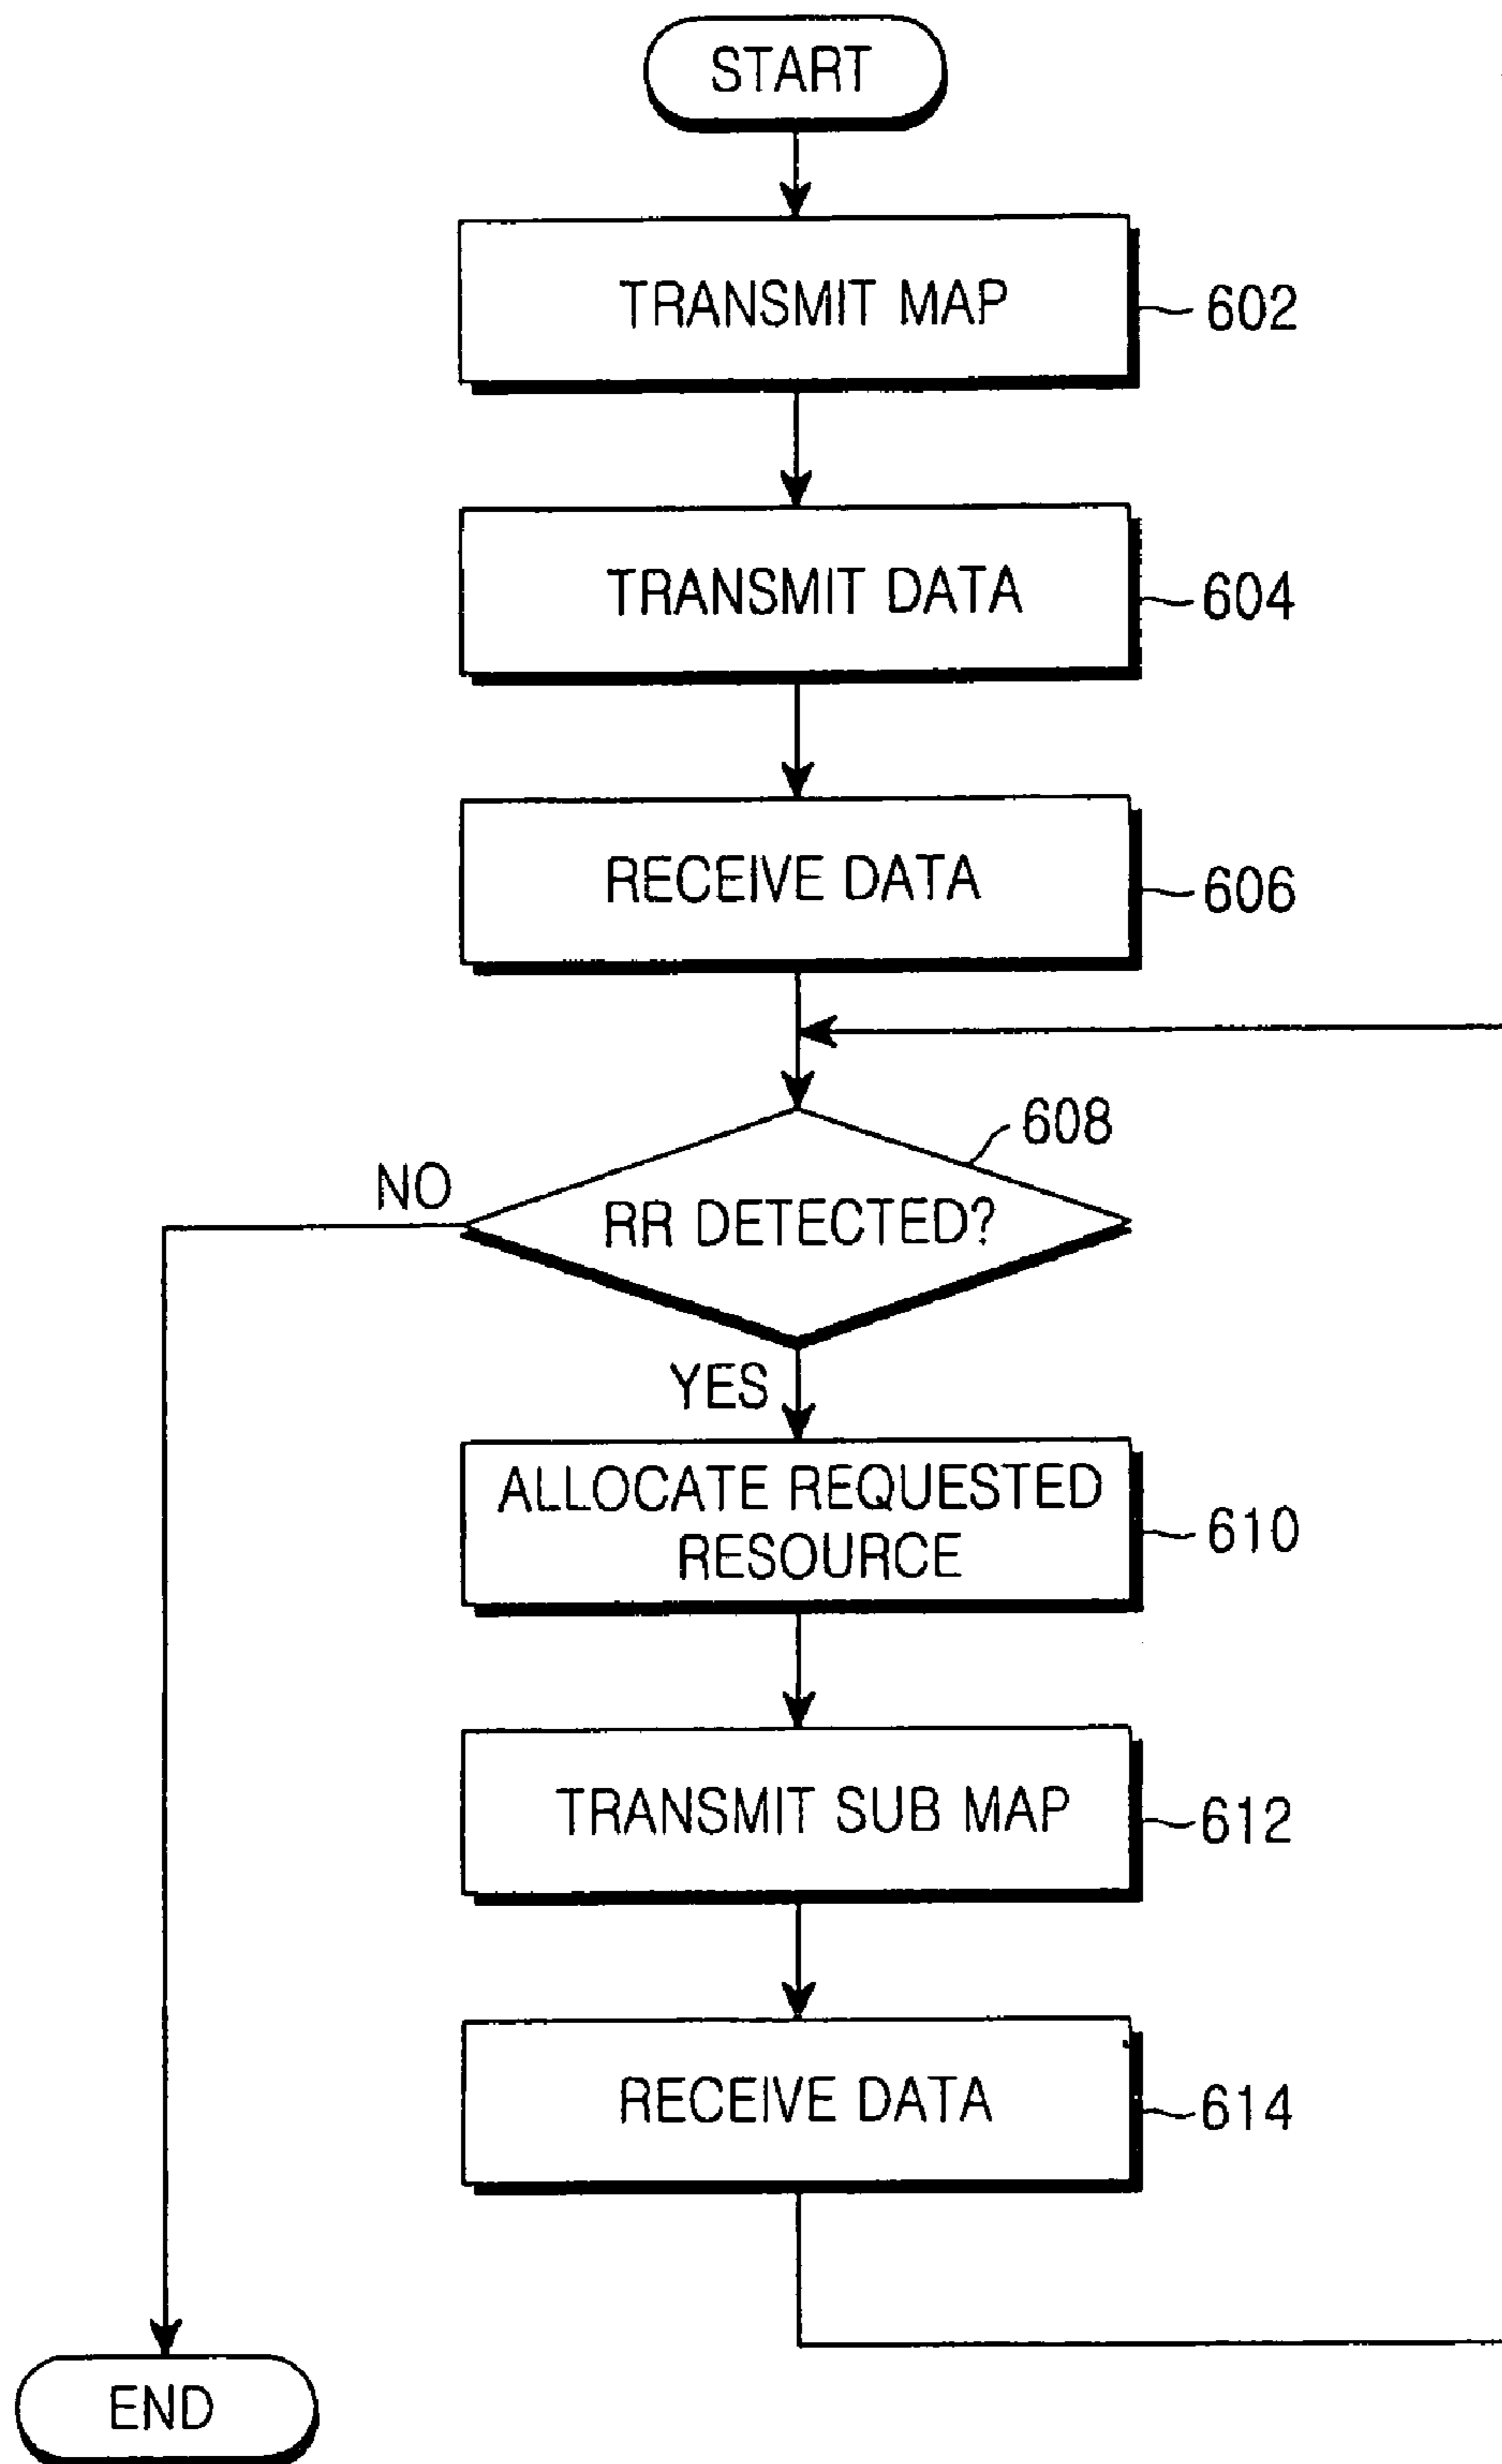 START
TRANSMIT MAP
602
TRANSMIT DATA
604
RECEIVE DATA
606
608
NO
RR DETECTED?
YES
ALLOCATE REQUESTED
RESOURCE
610
TRANSMIT SUB MAP
612
RECEIVE DATA
614
END